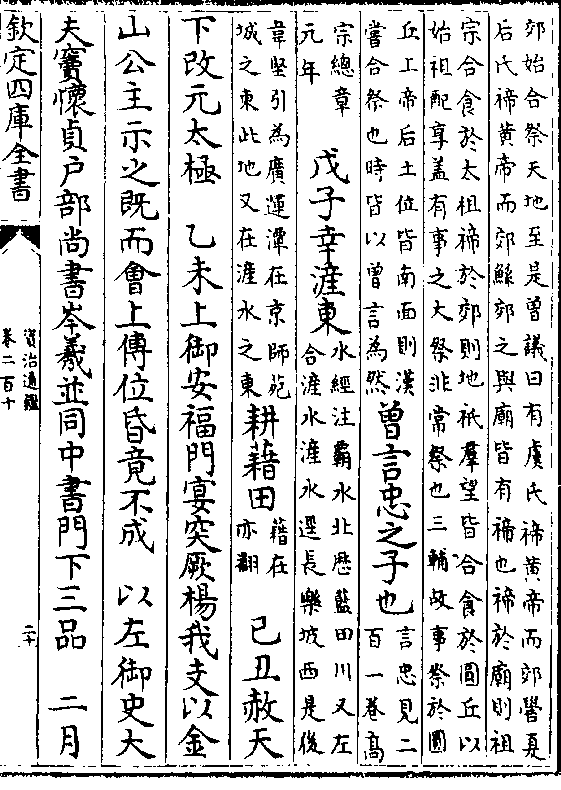 郊始合祭天地至是曾議曰有虞氏禘黄帝而郊嚳夏
后氏禘黄帝而郊鯀郊之與廟皆有禘也禘於廟則祖
宗合食於太祖禘於郊則地祇羣望皆合食於圜丘以
始祖配享盖有事之大祭非常祭也三輔故事祭於圜
丘上帝后土位皆南面則漢
嘗合祭也時皆以曾言為然
曾言忠之子也
言忠見二
百一卷高
宗總章
元年
戊子幸滻東
水經注霸水北歷藍田川又左
合滻水滻水逕長樂坡西是後
韋堅引為廣運潭在京師苑
城之東此地又在滻水之東
耕藉田
藉在
亦翻
己丑赦天
下改元太極 乙未上御安福門宴突厥楊我支以金
山公主示之既而會上傳位昏竟不成 以左御史大
夫竇懷貞户部尚書岑羲並同中書門下三品 二月
欽定四庫全書
資治通鑑
卷二百十
二十